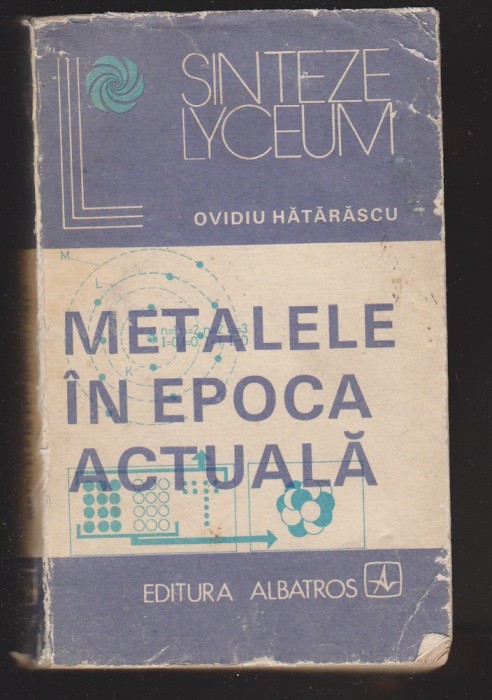 SINTEZE
LYCEUM
OVIDIU HĂTĂRĂSCU
M
L
K
METALELE
ÎN EPOCA
ACTUALĂ
EDITURA ALBATROS